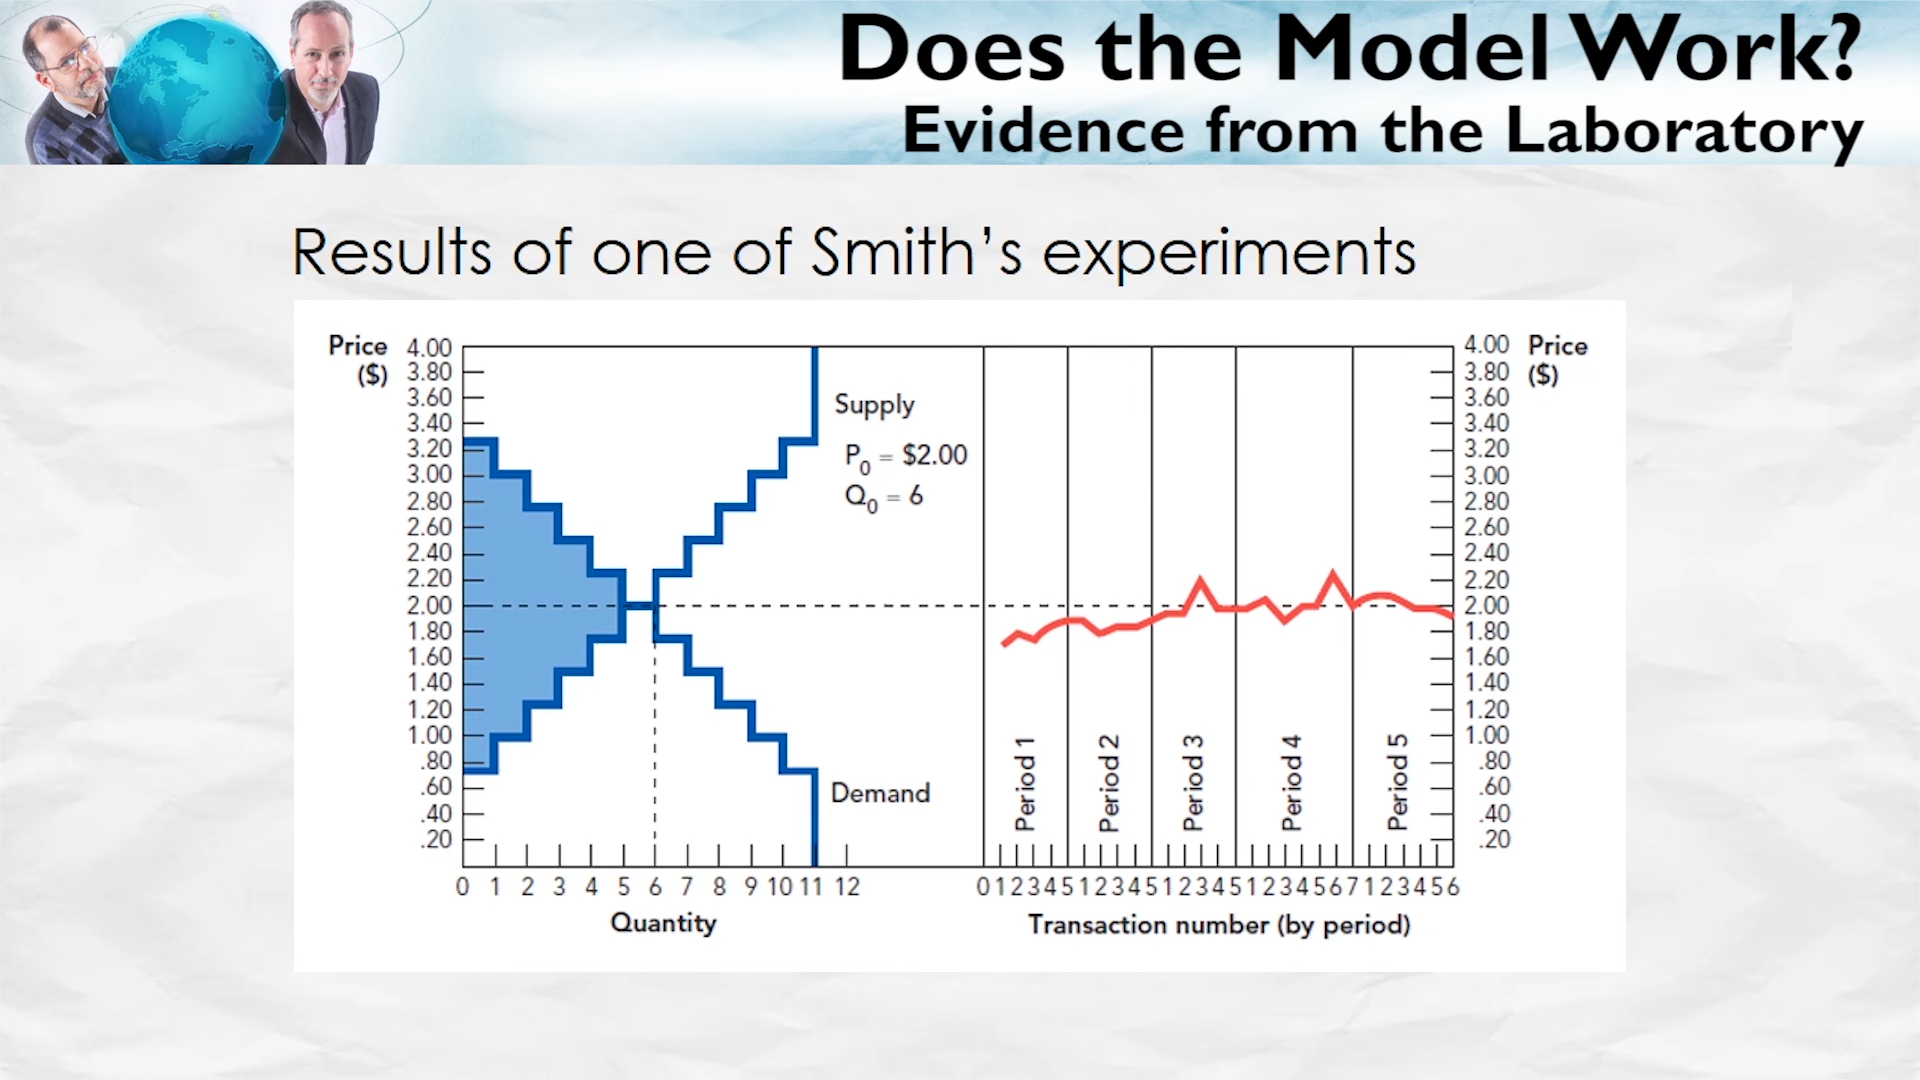 Does the Model Work?
Evidence from the Laboratory
Results of one of Smith's experiments
Price
($)
4.00
3.80
3.60
3.40
3.20
3.00
2.80
2.60
2.40
2.20
2.00
1.80
1.60
1.40
1.20
1.00
.80
.60
.40
.20
Supply
P0 = $2.00
Q0 = 6
Demand
0 1 2 3 4 5 6 7 8 9 10 11 12
Quantity
Period 1
Period 2
Period 3
Period 4
Period 5
0 1 2 3 4 5 1 2 3 4 5 1 2 3 4 5 1 2 3 4 5 6 7 1 2 3 4 5 6
Transaction number (by period)
4.00
3.80
3.60
3.40
3.20
3.00
2.80
2.60
2.40
2.20
2.00
1.80
1.60
1.40
1.20
1.00
.80
.60
.40
.20
Price
($)